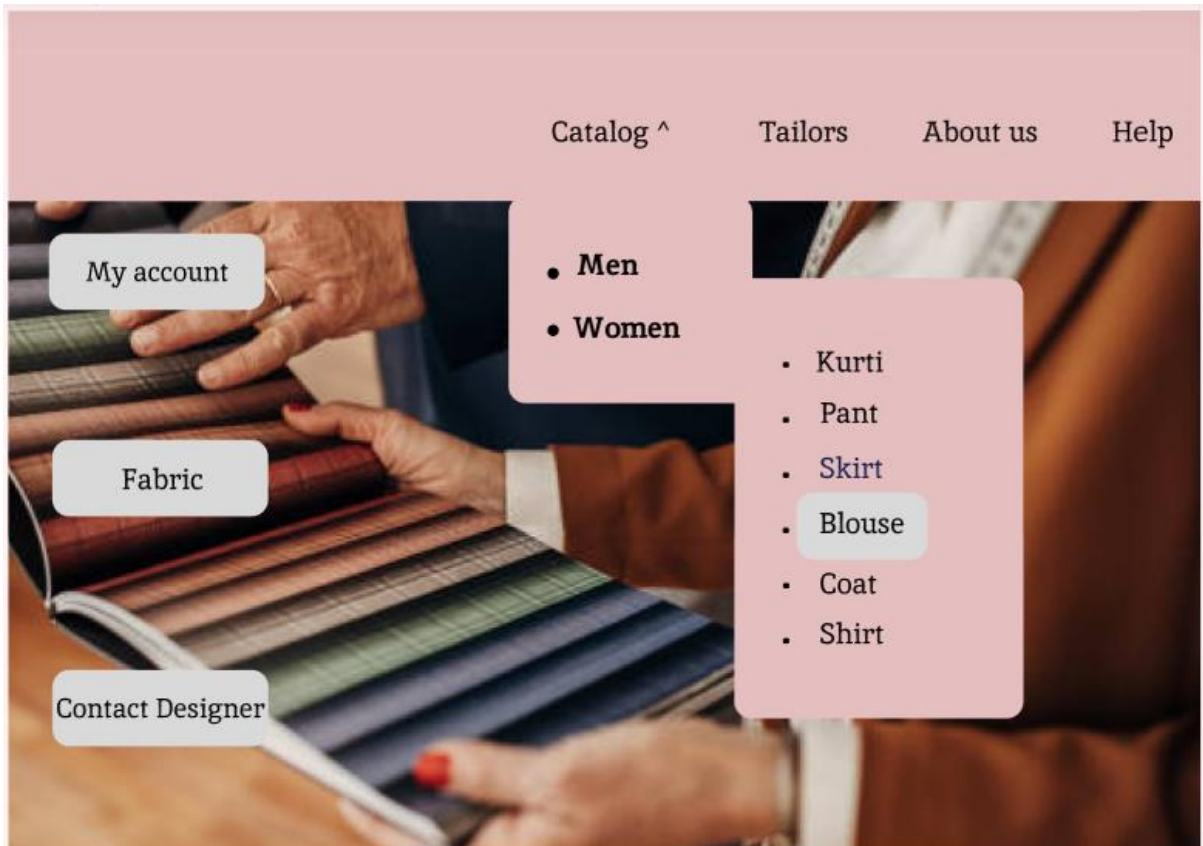 Catalog ^ Tailors About us Help
My account
• Men
• Women
• Kurti
• Pant
Fabric
• Skirt
• Blouse
• Coat
• Shirt
Contact Designer